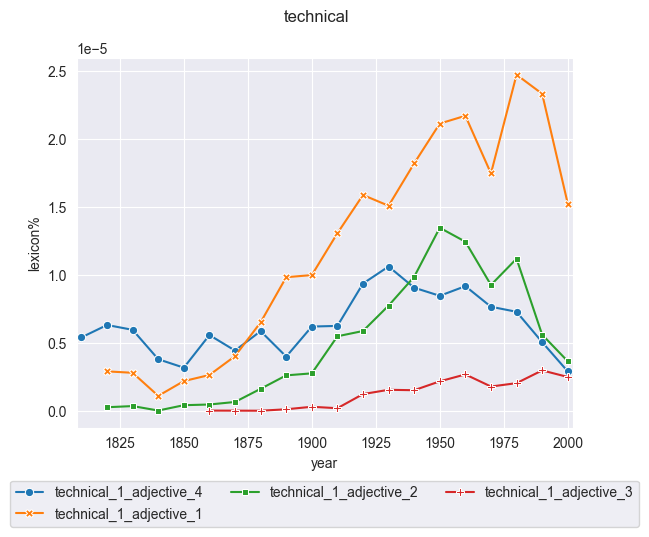 technical
1e−5
2.5
2.0
1.5
1.0
0.5
0.0
lexicon%
1825 1850 1875 1900 1925 1950 1975 2000
year
technical_1_adjective_4 technical_1_adjective_2 technical_1_adjective_3
technical_1_adjective_1